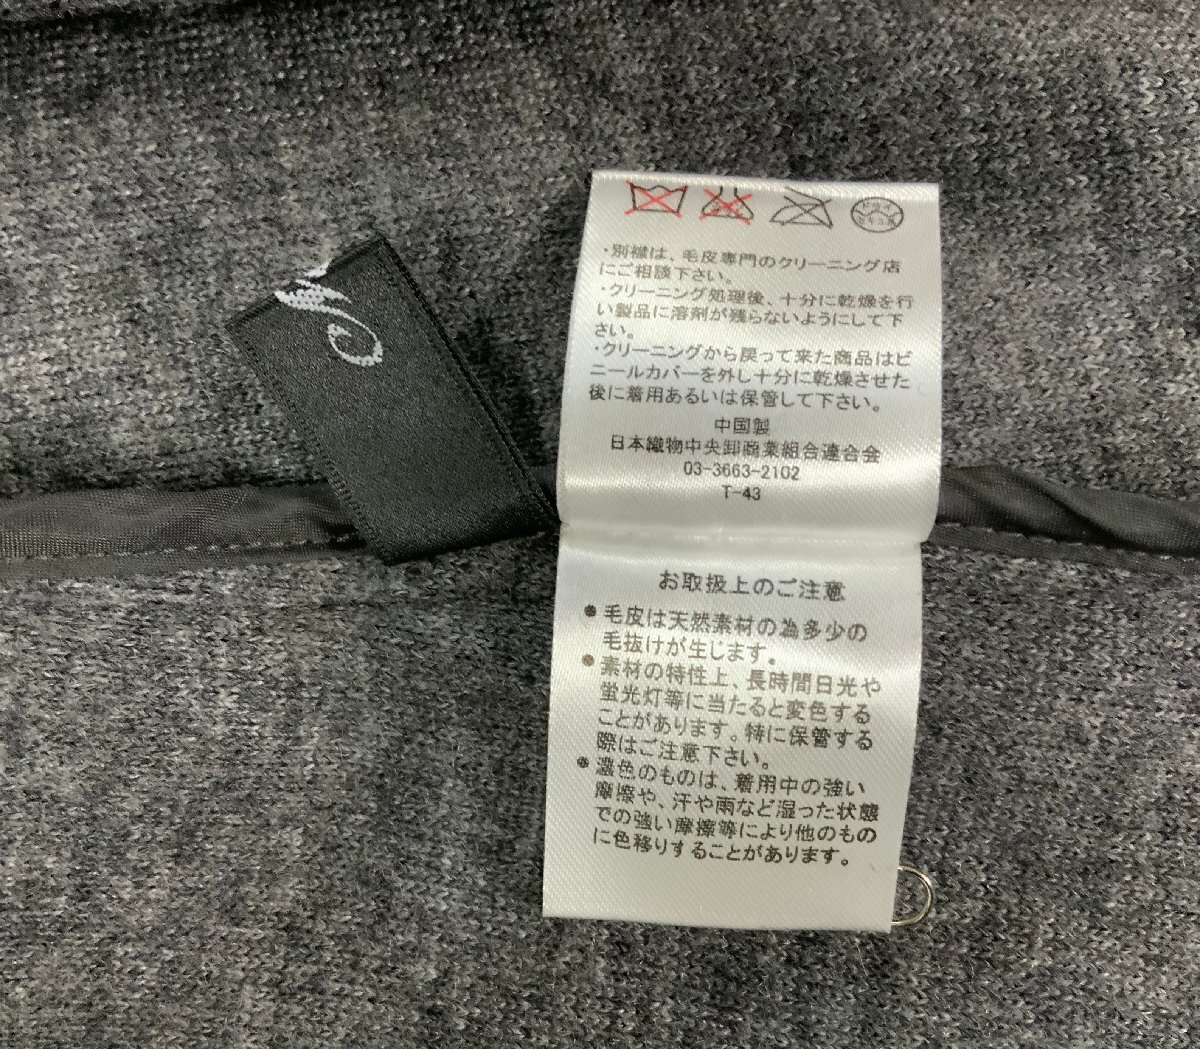 ・別襟は、毛皮専門のクリーニング店
にご相談下さい。
・クリーニング処理後、十分に乾燥を行
い製品に溶剤が残らないようにして下
さい。
・クリーニングから戻って来た商品はビ
ニールカバーを外し十分に乾燥させた
後に着用あるいは保管して下さい。
中国製
日本織物中央卸商業組合連合会
03-3663-2102
T-43
お取扱上のご注意
● 毛皮は天然素材の為多少の
毛抜けが生じます。
● 素材の特性上、長時間日光や
蛍光灯等に当たると変色する
ことがあります。特に保管する
際はご注意下さい。
● 濃色のものは、着用中の強い
摩擦や、汗や雨など湿った状態
での強い摩擦等により他のもの
に色移りすることがあります。